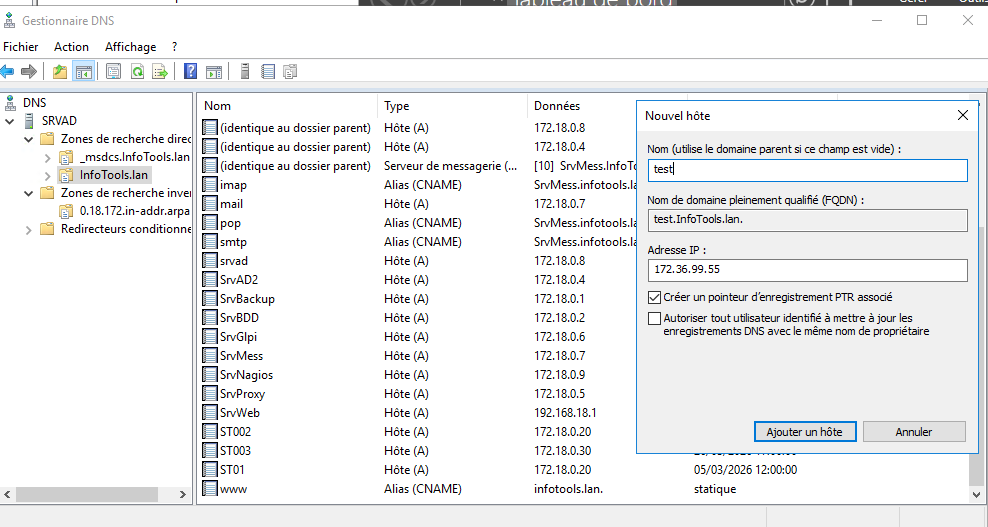 Tableau de bord
Gestionnaire DNS
Fichier Action Affichage ?
DNS
SRVAD
Zones de recherche direc
_msdcs.InfoTools.lan
InfoTools.lan
Zones de recherche inver
0.18.172.in-addr.arpa
Redirecteurs conditionne
Nom Type Données
(identique au dossier parent) Hôte (A) 172.18.0.8
(identique au dossier parent) Hôte (A) 172.18.0.4
(identique au dossier parent) Serveur de messagerie (... [10] SrvMess.InfoTo
imap Alias (CNAME) SrvMess.infotools.la
mail Hôte (A) 172.18.0.7
pop Alias (CNAME) SrvMess.infotools.la
smtp Alias (CNAME) SrvMess.infotools.la
srvad Hôte (A) 172.18.0.8
SrvAD2 Hôte (A) 172.18.0.4
SrvBackup Hôte (A) 172.18.0.1
SrvBDD Hôte (A) 172.18.0.2
SrvGlpi Hôte (A) 172.18.0.6
SrvMess Hôte (A) 172.18.0.7
SrvNagios Hôte (A) 172.18.0.9
SrvProxy Hôte (A) 172.18.0.5
SrvWeb Hôte (A) 192.168.18.1
ST002 Hôte (A) 172.18.0.20
ST003 Hôte (A) 172.18.0.30
ST01 Hôte (A) 172.18.0.20 05/03/2026 12:00:00
www Alias (CNAME) infotools.lan. statique
Nouvel hôte
Nom (utilise le domaine parent si ce champ est vide) :
test
Nom de domaine pleinement qualifié (FQDN) :
test.InfoTools.lan.
Adresse IP :
172.36.99.55
Créer un pointeur d'enregistrement PTR associé
Autoriser tout utilisateur identifié à mettre à jour les
enregistrements DNS avec le même nom de propriétaire
Ajouter un hôte Annuler